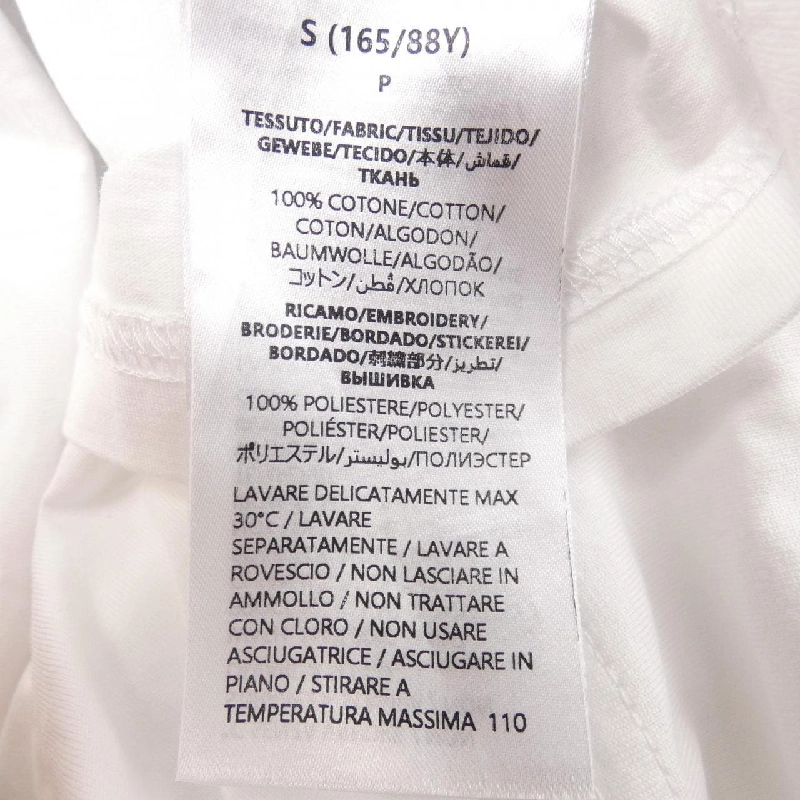 S (165/88Y)
P
TESSUTO/FABRIC/TISSU/TEJIDO/
GEWEBE/TECIDO/本体/قماش/
ТКАНЬ
100% COTONE/COTTON/
COTON/ALGODON/
BAUMWOLLE/ALGODÃO/
コットン/قطن/ХЛОПОК
RICAMO/EMBROIDERY/
BRODERIE/BORDADO/STICKEREI/
BORDADO/刺繍部分/تطريز/
ВЫШИВКА
100% POLIESTERE/POLYESTER/
POLIÉSTER/POLIESTER/
ポリエステル/بوليستر/ПОЛИЭСТЕР
LAVARE DELICATAMENTE MAX
30°C / LAVARE
SEPARATAMENTE / LAVARE A
ROVESCIO / NON LASCIARE IN
AMMOLLO / NON TRATTARE
CON CLORO / NON USARE
ASCIUGATRICE / ASCIUGARE IN
PIANO / STIRARE A
TEMPERATURA MASSIMA 110